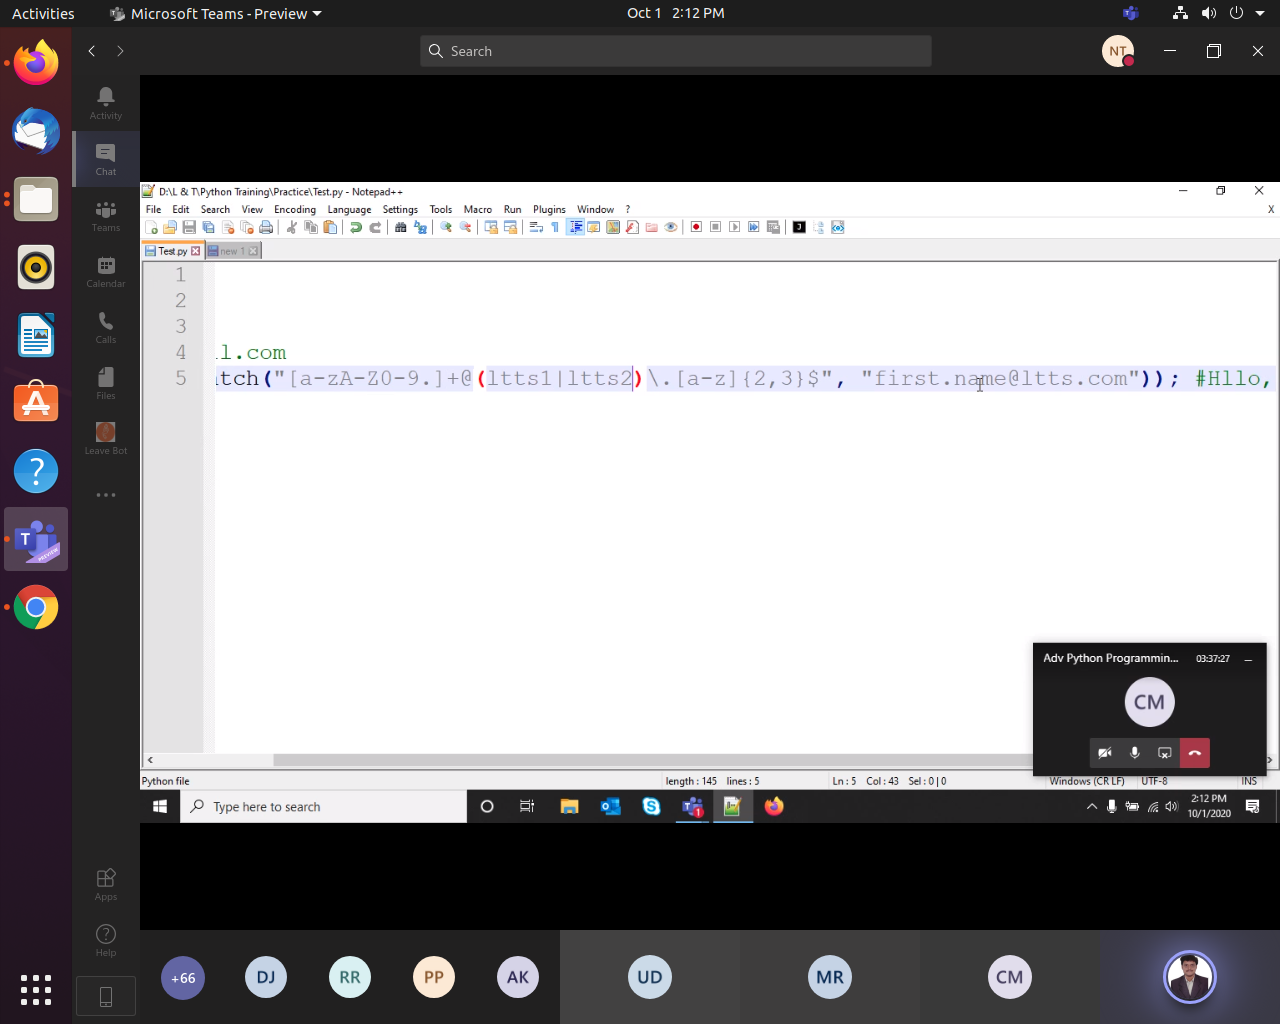 Activities
Microsoft Teams - Preview
Oct 1 2:12 PM
Search
NT
Activity
Chat
Teams
Calendar
Calls
Files
Leave Bot
Apps
Help
D:\L & T\Python Training\Practice\Test.py - Notepad++
File Edit Search View Encoding Language Settings Tools Macro Run Plugins Window ?
X
Test.py
new 1
1
2
3
4 l.com
5 tch("[a-zA-Z0-9.]+@(ltts1|ltts2)\.[a-z]{2,3}$", "first.name@ltts.com")); #Hllo,
Adv Python Programmin... 03:37:27
CM
Python file
length : 145 lines : 5
Ln : 5 Col : 43 Sel : 0 | 0
Windows (CR LF)
UTF-8
INS
Type here to search
T
1
2:12 PM
10/1/2020
T
PREVIEW
+66
DJ
RR
PP
AK
UD
MR
CM